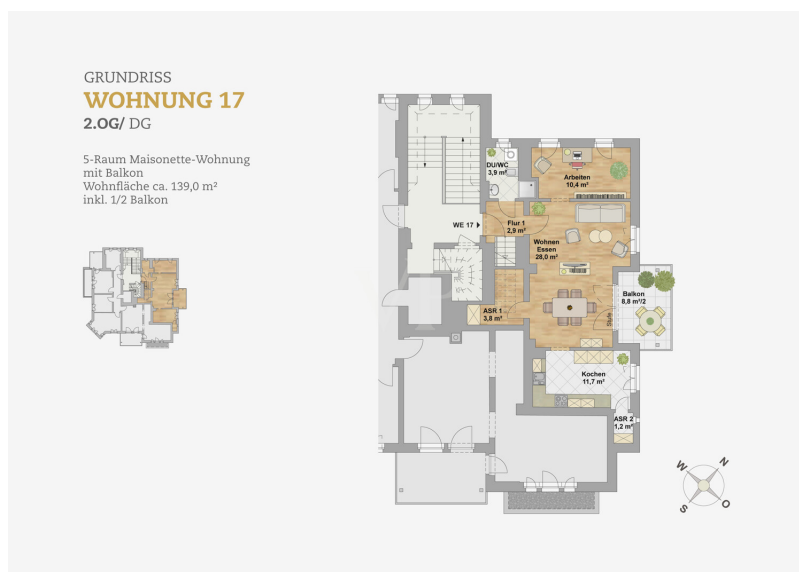 GRUNDRISS
WOHNUNG 17
2.OG/ DG
5-Raum Maisonette-Wohnung
mit Balkon
Wohnfläche ca. 139,0 m²
inkl. 1/2 Balkon
DU/WC
3,9 m²
Arbeiten
10,4 m²
WE 17
Flur 1
2,9 m²
Wohnen
Essen
28,0 m²
Balkon
8,8 m²/2
ASR 1
3,8 m²
Kochen
11,7 m²
ASR 2
1,2 m²
N
W
O
S